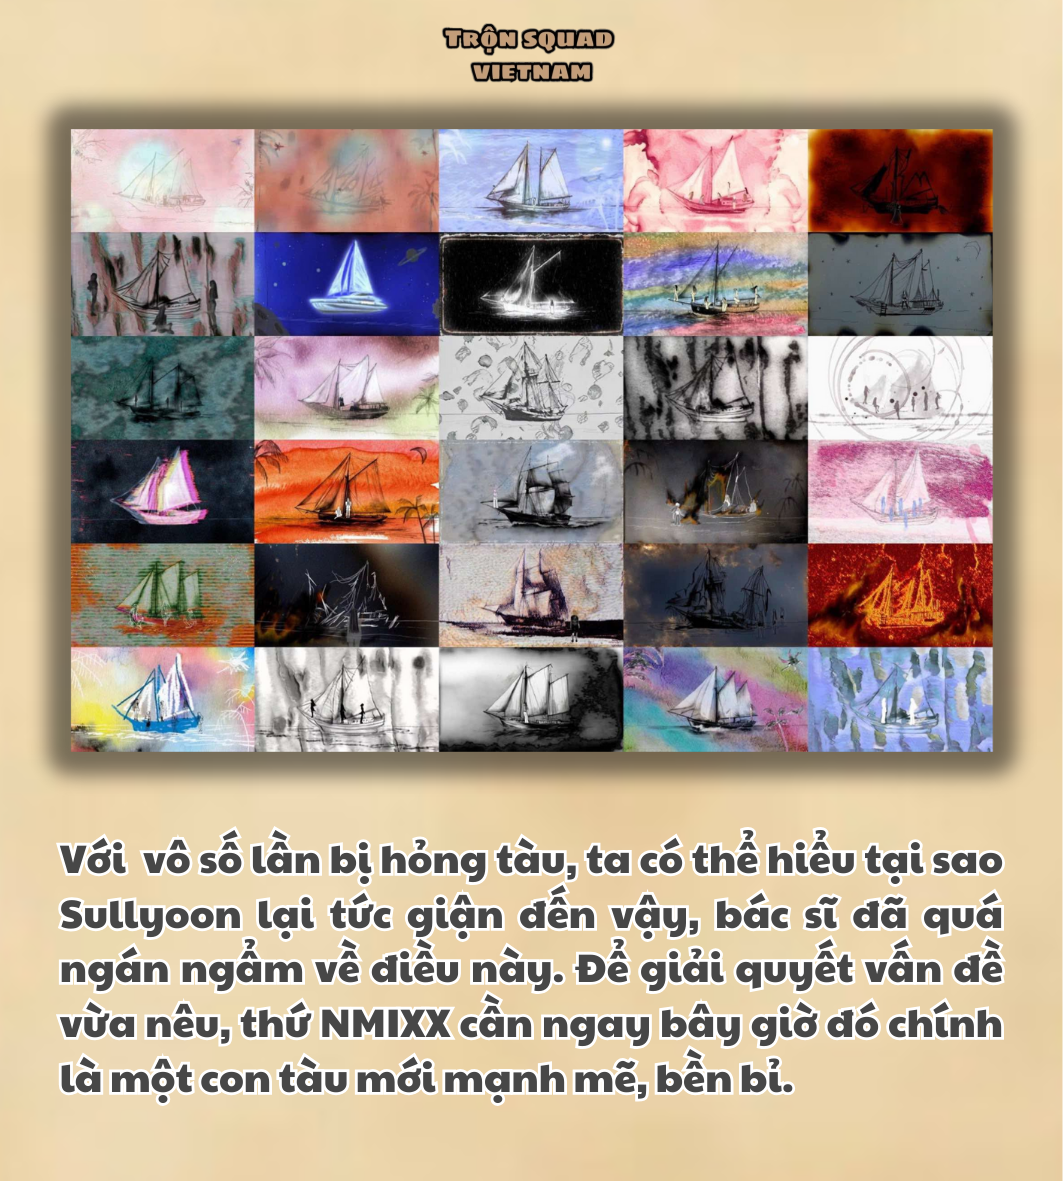 TRỘN SQUAD
VIETNAM
Với vô số lần bị hỏng tàu, ta có thể hiểu tại sao
Sullyoon lại tức giận đến vậy, bác sĩ đã quá
ngán ngẩm về điều này. Để giải quyết vấn đề
vừa nêu, thứ NMIXX cần ngay bây giờ đó chính
là một con tàu mới mạnh mẽ, bền bỉ.